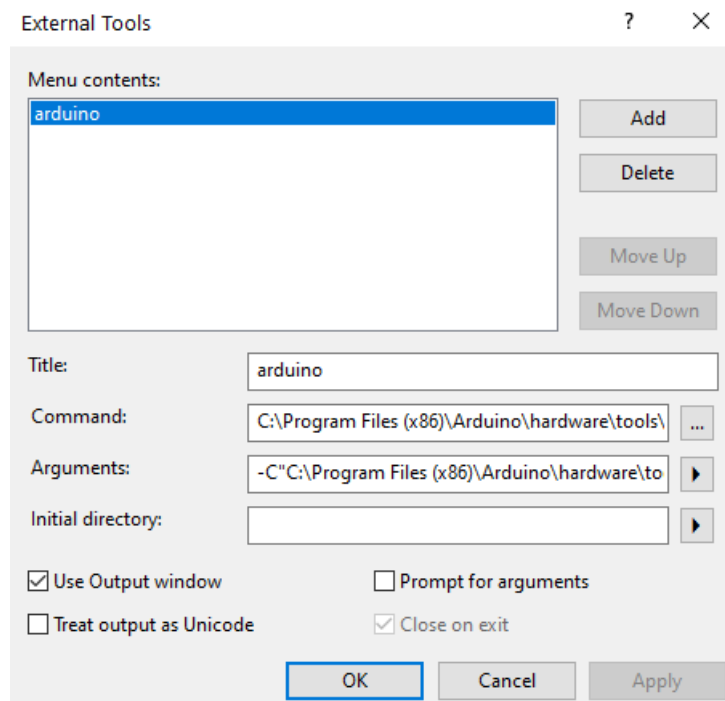 External Tools
?
Menu contents:
arduino
Add
Delete
Move Up
Move Down
Title:
arduino
Command:
C:\Program Files (x86)\Arduino\hardware\tools\
...
Arguments:
-C"C:\Program Files (x86)\Arduino\hardware\to
Initial directory:
Use Output window
Prompt for arguments
Treat output as Unicode
Close on exit
OK
Cancel
Apply